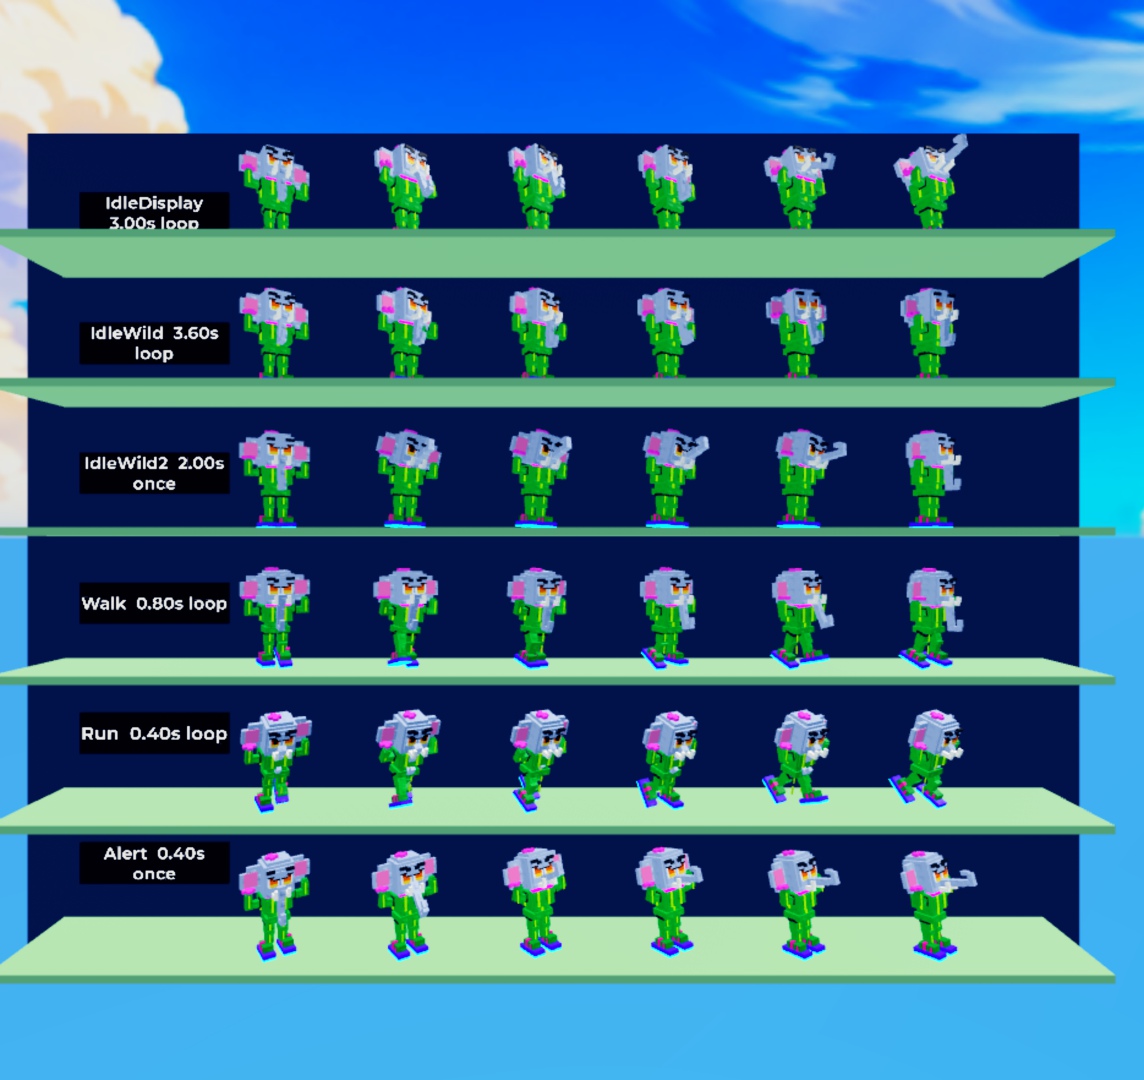 IdleDisplay
3.00s loop
IdleWild 3.60s
loop
IdleWild2 2.00s
once
Walk 0.80s loop
Run 0.40s loop
Alert 0.40s
once